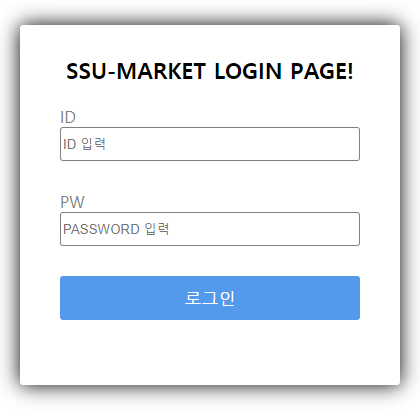 SSU-MARKET LOGIN PAGE!
ID
ID 입력
PW
PASSWORD 입력
로그인